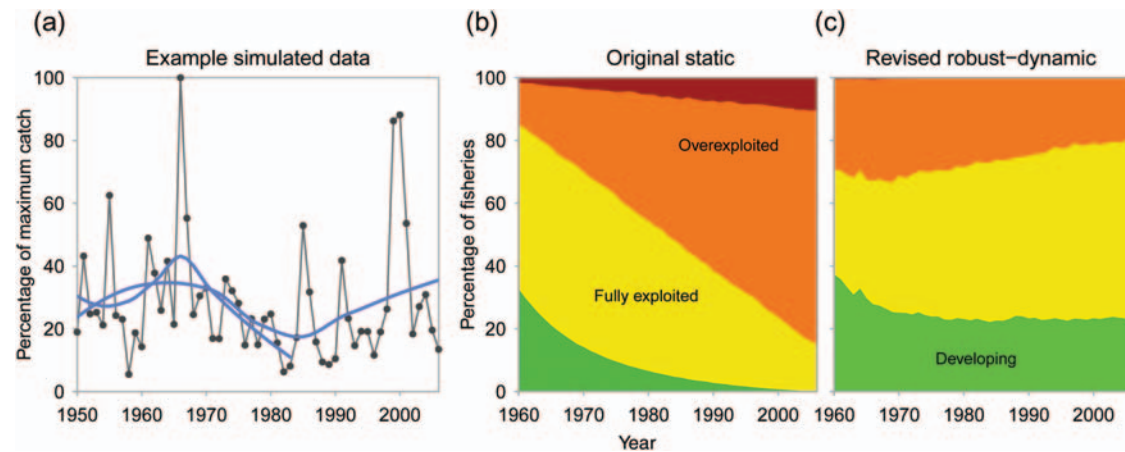 (a)
Example simulated data
Percentage of maximum catch
100
80
60
40
20
0
1950
1960
1970
1980
1990
2000
(b)
Original static
Percentage of fisheries
100
80
60
40
20
0
Overexploited
Fully exploited
1960
1970
1980
1990
2000
(c)
Revised robust−dynamic
Developing
1960
1970
1980
1990
2000
Year